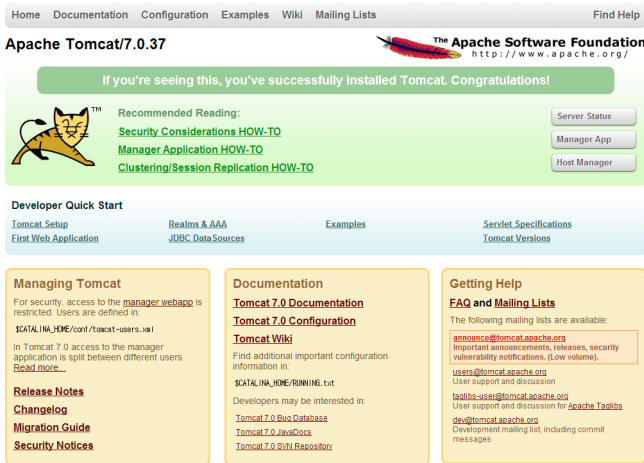 Home Documentation Configuration Examples Wiki Mailing Lists Find Help
Apache Tomcat/7.0.37
The Apache Software Foundation
http://www.apache.org/
If you're seeing this, you've successfully installed Tomcat. Congratulations!
TM
Recommended Reading:
Security Considerations HOW-TO
Manager Application HOW-TO
Clustering/Session Replication HOW-TO
Server Status
Manager App
Host Manager
Developer Quick Start
Tomcat Setup
First Web Application
Realms & AAA
JDBC DataSources
Examples
Servlet Specifications
Tomcat Versions
Managing Tomcat
For security, access to the manager webapp is
restricted. Users are defined in:
$CATALINA_HOME/conf/tomcat-users.xml
In Tomcat 7.0 access to the manager
application is split between different users.
Read more...
Release Notes
Changelog
Migration Guide
Security Notices
Documentation
Tomcat 7.0 Documentation
Tomcat 7.0 Configuration
Tomcat Wiki
Find additional important configuration
information in:
$CATALINA_HOME/RUNNING.txt
Developers may be interested in:
Tomcat 7.0 Bug Database
Tomcat 7.0 JavaDocs
Tomcat 7.0 SVN Repository
Getting Help
FAQ and Mailing Lists
The following mailing lists are available:
announce@tomcat.apache.org
Important announcements, releases, security
vulnerability notifications. (Low volume).
users@tomcat.apache.org
User support and discussion
taglibs-user@tomcat.apache.org
User support and discussion for Apache Taglibs
dev@tomcat.apache.org
Development mailing list, including commit
messages